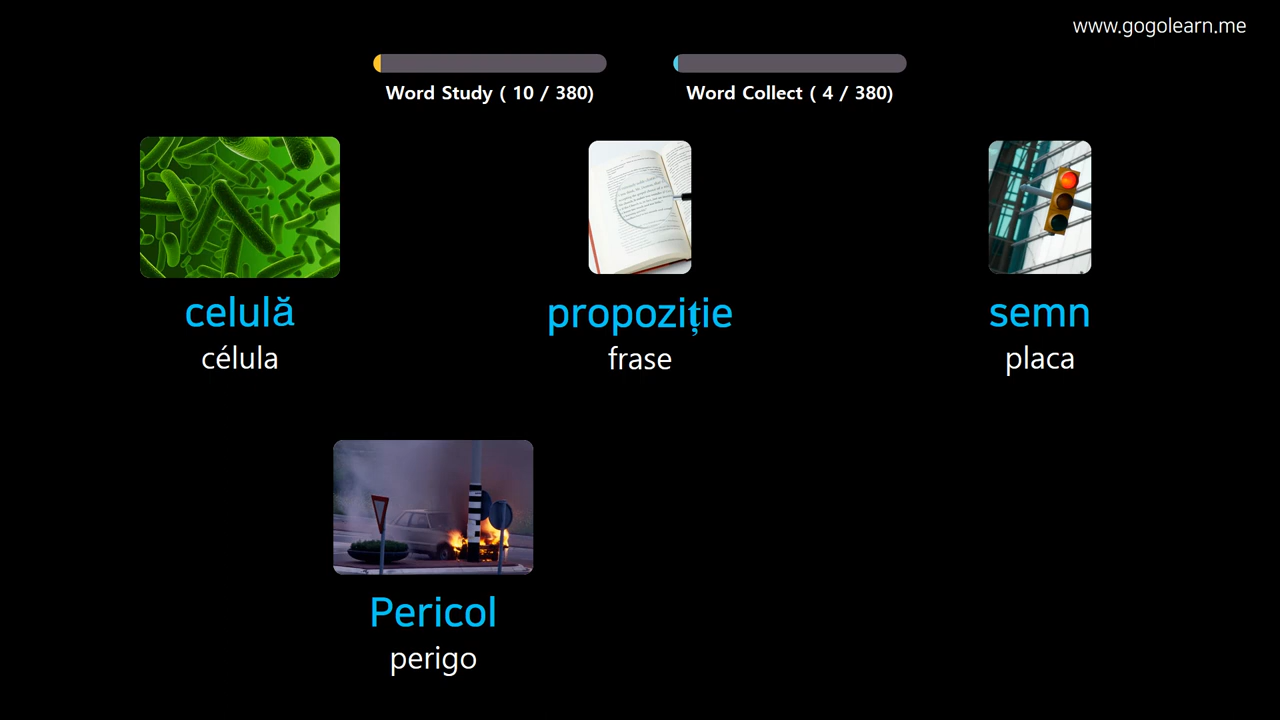 www.gogolearn.me
Word Study ( 10 / 380)
Word Collect ( 4 / 380)
celulă
célula
propoziție
frase
semn
placa
Pericol
perigo